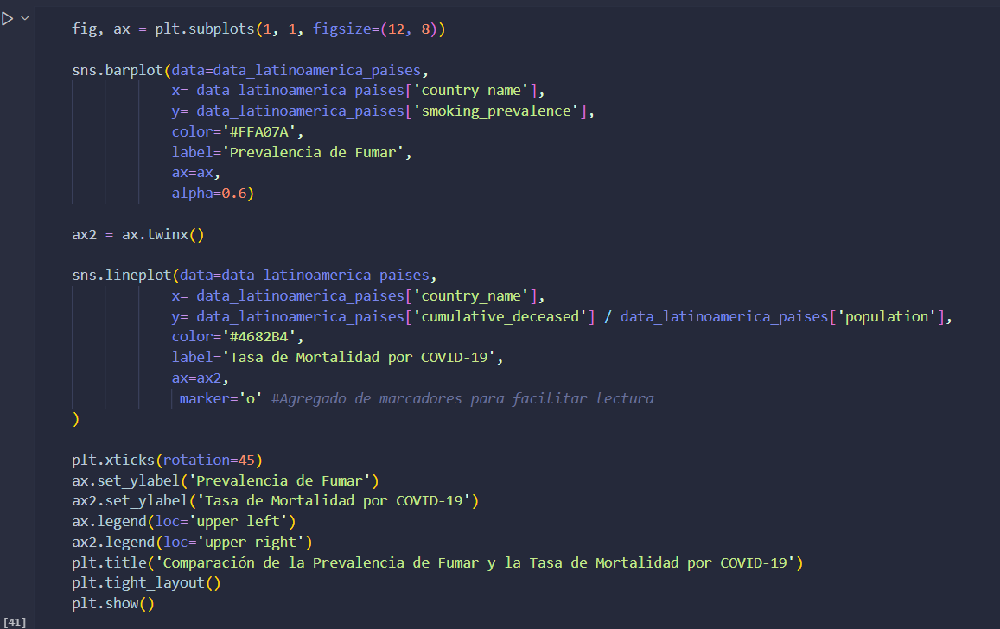 fig, ax = plt.subplots(1, 1, figsize=(12, 8))
sns.barplot(data=data_latinoamerica_paises,
x= data_latinoamerica_paises['country_name'],
y= data_latinoamerica_paises['smoking_prevalence'],
color='#FFA07A',
label='Prevalencia de Fumar',
ax=ax,
alpha=0.6)
ax2 = ax.twinx()
sns.lineplot(data=data_latinoamerica_paises,
x= data_latinoamerica_paises['country_name'],
y= data_latinoamerica_paises['cumulative_deceased'] / data_latinoamerica_paises['population'],
color='#4682B4',
label='Tasa de Mortalidad por COVID-19',
ax=ax2,
marker='o' #Agregado de marcadores para facilitar lectura
)
plt.xticks(rotation=45)
ax.set_ylabel('Prevalencia de Fumar')
ax2.set_ylabel('Tasa de Mortalidad por COVID-19')
ax.legend(loc='upper left')
ax2.legend(loc='upper right')
plt.title('Comparación de la Prevalencia de Fumar y la Tasa de Mortalidad por COVID-19')
plt.tight_layout()
plt.show()
[41]